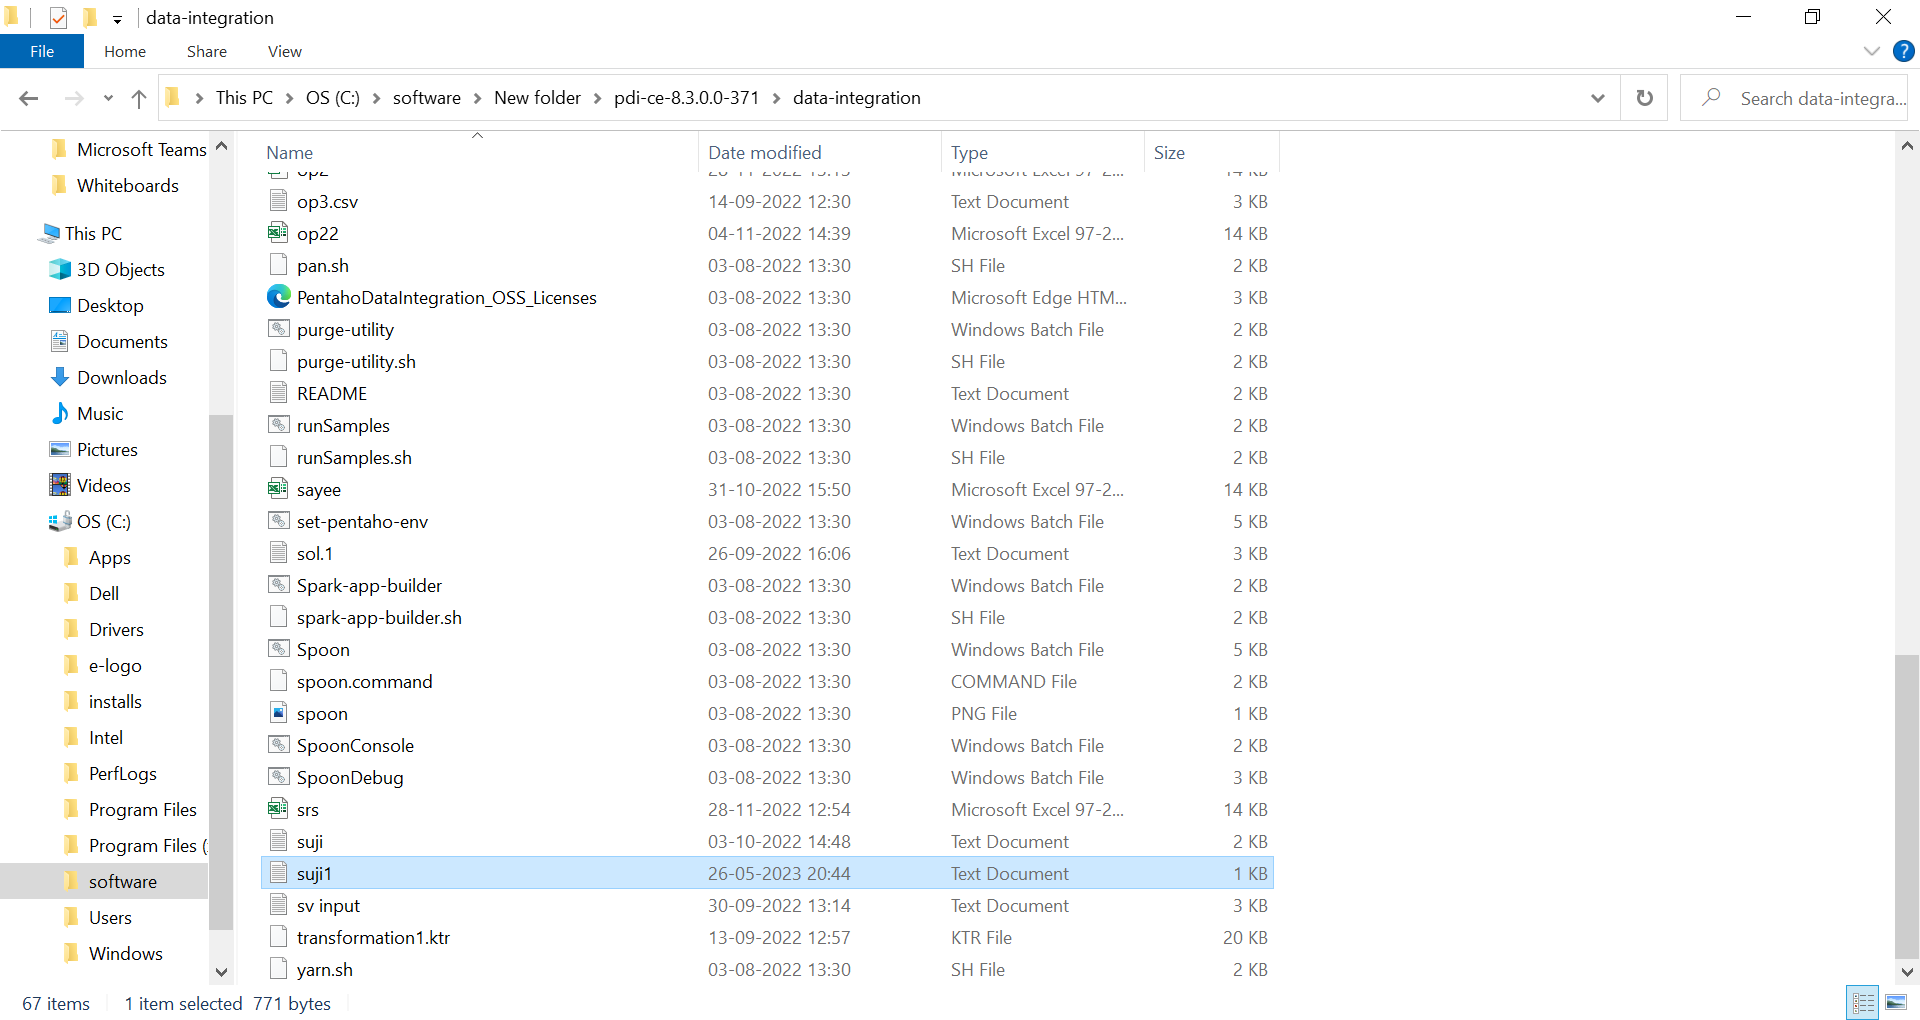 data-integration
File Home Share View
This PC OS (C:) software New folder pdi-ce-8.3.0.0-371 data-integration
Search data-integra...
Microsoft Teams
Whiteboards
This PC
3D Objects
Desktop
Documents
Downloads
Music
Pictures
Videos
OS (C:)
Apps
Dell
Drivers
e-logo
installs
Intel
PerfLogs
Program Files
Program Files (
software
Users
Windows
Name Date modified Type Size
op3.csv 14-09-2022 12:30 Text Document 3 KB
op22 04-11-2022 14:39 Microsoft Excel 97-2... 14 KB
pan.sh 03-08-2022 13:30 SH File 2 KB
PentahoDataIntegration_OSS_Licenses 03-08-2022 13:30 Microsoft Edge HTM... 3 KB
purge-utility 03-08-2022 13:30 Windows Batch File 2 KB
purge-utility.sh 03-08-2022 13:30 SH File 2 KB
README 03-08-2022 13:30 Text Document 2 KB
runSamples 03-08-2022 13:30 Windows Batch File 2 KB
runSamples.sh 03-08-2022 13:30 SH File 2 KB
sayee 31-10-2022 15:50 Microsoft Excel 97-2... 14 KB
set-pentaho-env 03-08-2022 13:30 Windows Batch File 5 KB
sol.1 26-09-2022 16:06 Text Document 3 KB
Spark-app-builder 03-08-2022 13:30 Windows Batch File 2 KB
spark-app-builder.sh 03-08-2022 13:30 SH File 2 KB
Spoon 03-08-2022 13:30 Windows Batch File 5 KB
spoon.command 03-08-2022 13:30 COMMAND File 2 KB
spoon 03-08-2022 13:30 PNG File 1 KB
SpoonConsole 03-08-2022 13:30 Windows Batch File 2 KB
SpoonDebug 03-08-2022 13:30 Windows Batch File 3 KB
srs 28-11-2022 12:54 Microsoft Excel 97-2... 14 KB
suji 03-10-2022 14:48 Text Document 2 KB
suji1 26-05-2023 20:44 Text Document 1 KB
sv input 30-09-2022 13:14 Text Document 3 KB
transformation1.ktr 13-09-2022 12:57 KTR File 20 KB
yarn.sh 03-08-2022 13:30 SH File 2 KB
67 items 1 item selected 771 bytes